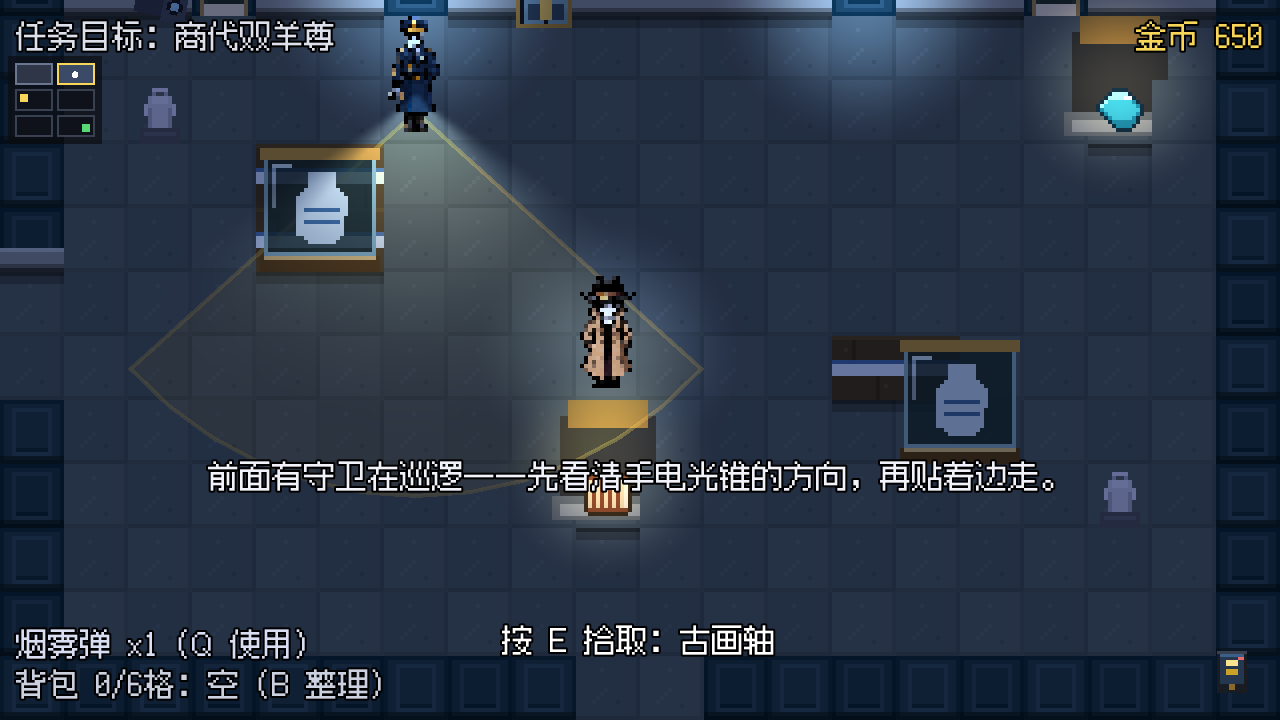 任务目标：商代双羊尊
金币 650
前面有守卫在巡逻——先看清手电光锥的方向，再贴着边走。
按 E 拾取：古画轴
烟雾弹 x1（Q 使用）
背包 0/6格：空（B 整理）